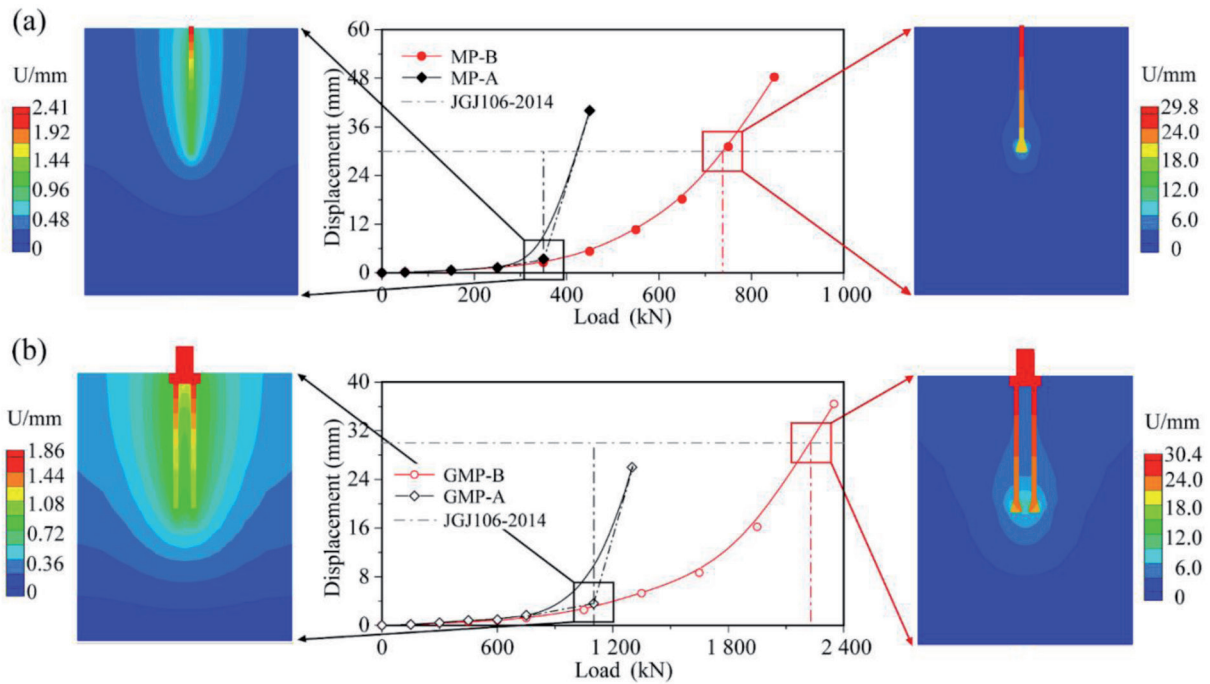 (a)
U/mm
2.41
1.92
1.44
0.96
0.48
0
Displacement (mm)
60
48
36
24
12
0
MP-B
MP-A
JGJ106-2014
0 200 400 600 800 1 000
Load (kN)
U/mm
29.8
24.0
18.0
12.0
6.0
0
(b)
U/mm
1.86
1.44
1.08
0.72
0.36
0
Displacement (mm)
40
32
24
16
8
0
GMP-B
GMP-A
JGJ106-2014
0 600 1 200 1 800 2 400
Load (kN)
U/mm
30.4
24.0
18.0
12.0
6.0
0